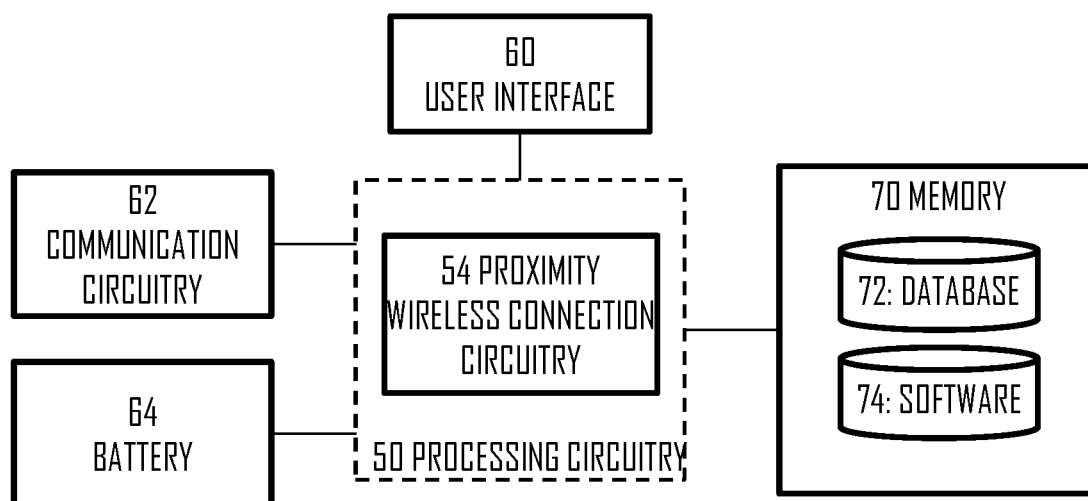 60
USER INTERFACE
62
COMMUNICATION
CIRCUITRY
54 PROXIMITY
WIRELESS CONNECTION
CIRCUITRY
50 PROCESSING CIRCUITRY
64
BATTERY
70 MEMORY
72: DATABASE
74: SOFTWARE